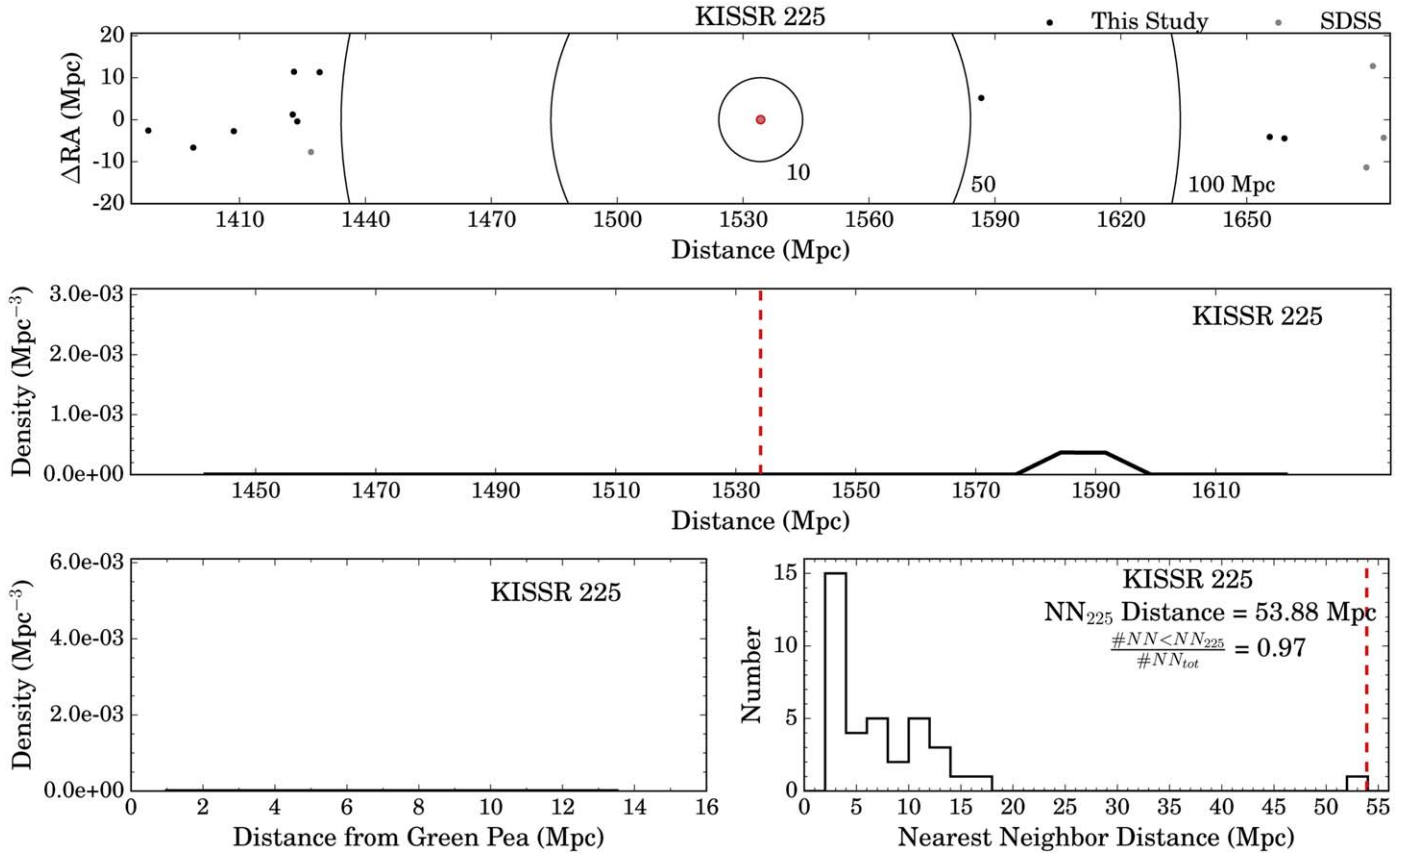 KISSR 225
This Study SDSS
△RA (Mpc)
20
10
0
-10
-20
10
50
100 Mpc
1410 1440 1470 1500 1530 1560 1590 1620 1650
Distance (Mpc)
Density (Mpc⁻³)
3.0e-03
2.0e-03
1.0e-03
0.0e+00
KISSR 225
1450 1470 1490 1510 1530 1550 1570 1590 1610
Distance (Mpc)
Density (Mpc⁻³)
6.0e-03
4.0e-03
2.0e-03
0.0e+00
KISSR 225
0 2 4 6 8 10 12 14 16
Distance from Green Pea (Mpc)
Number
15
10
5
0
KISSR 225
NN₂₂₅ Distance = 53.88 Mpc
#NN<NN₂₂₅ / #NN_tot = 0.97
0 5 10 15 20 25 30 35 40 45 50 55
Nearest Neighbor Distance (Mpc)